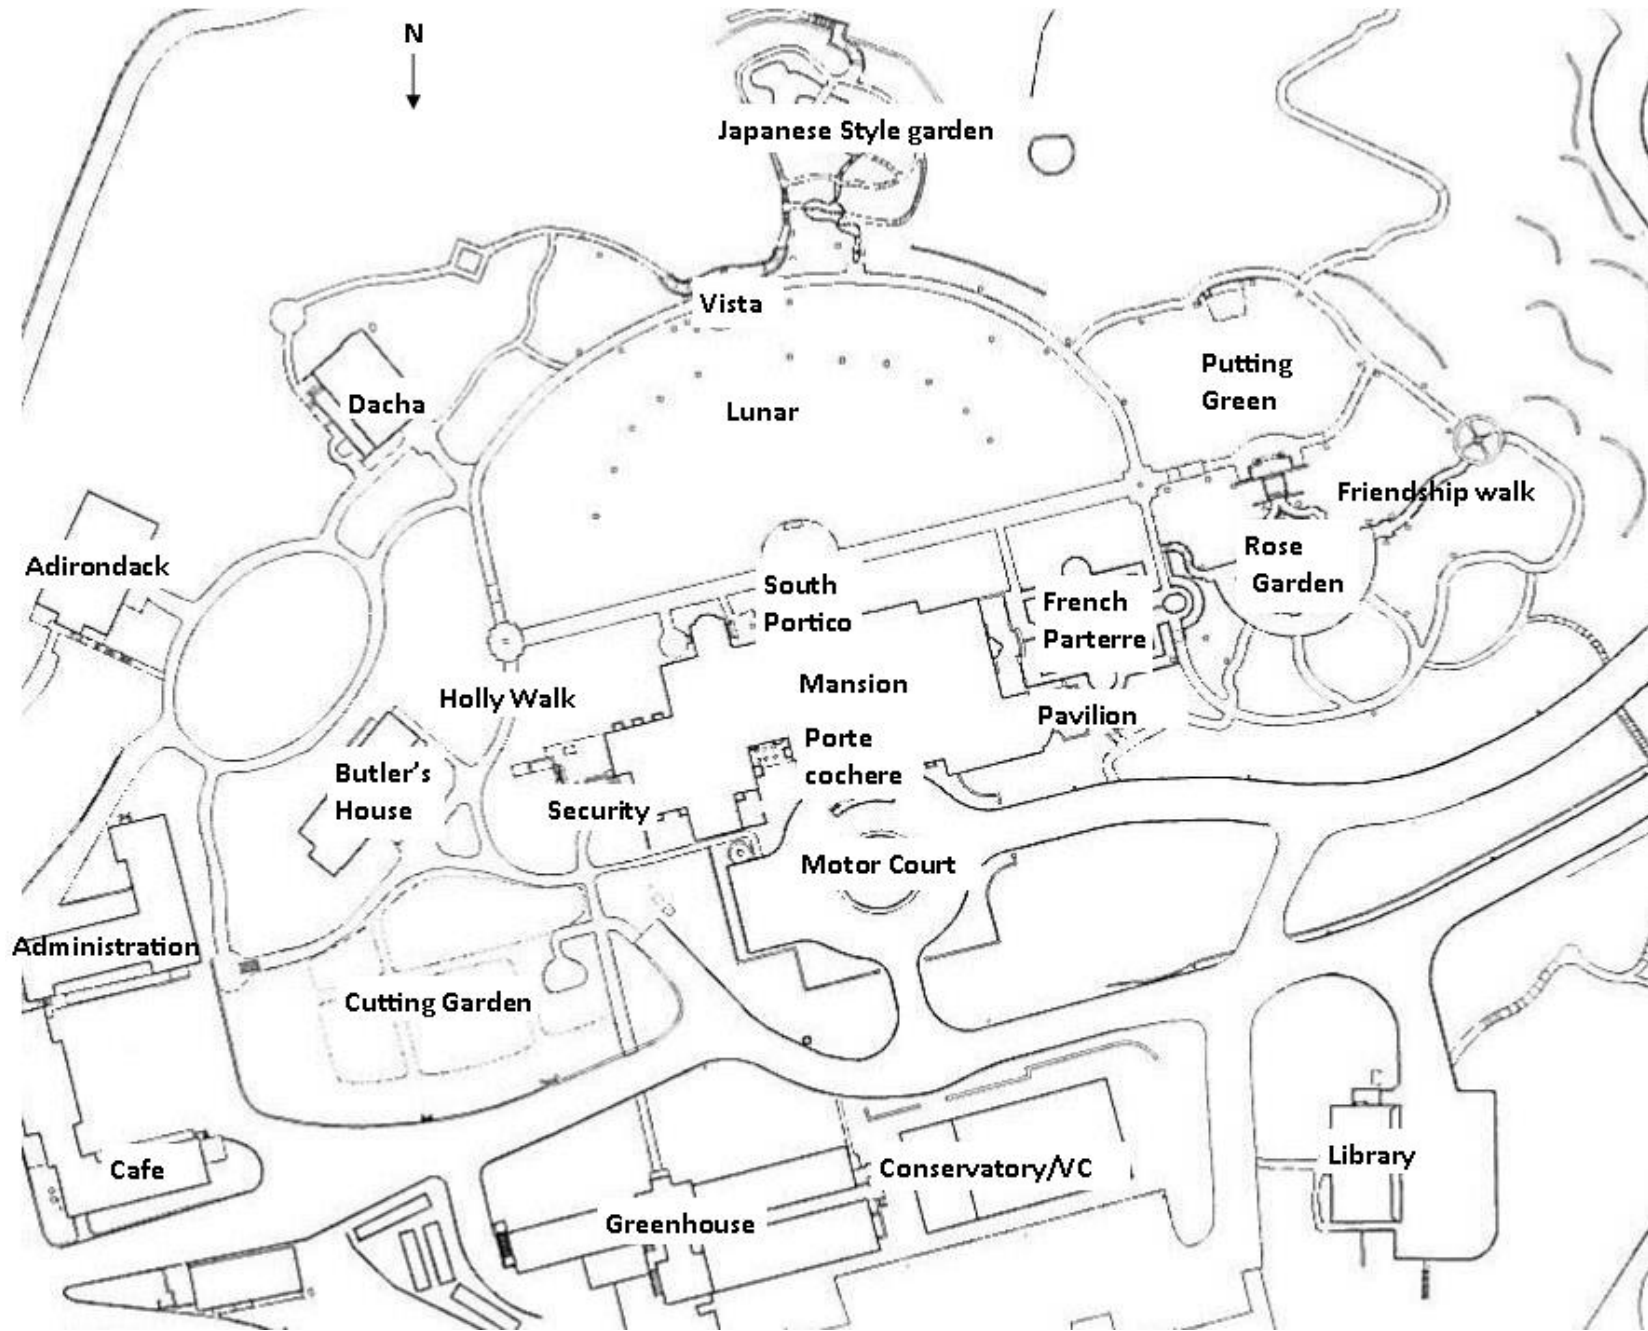 N
Japanese Style garden
Vista
Lunar
Putting
Green
Dacha
Friendship walk
Adirondack
South
Portico
French
Parterre
Rose
Garden
Holly Walk
Mansion
Pavilion
Porte
cochere
Butler's
House
Security
Motor Court
Administration
Cutting Garden
Cafe
Greenhouse
Conservatory/VC
Library